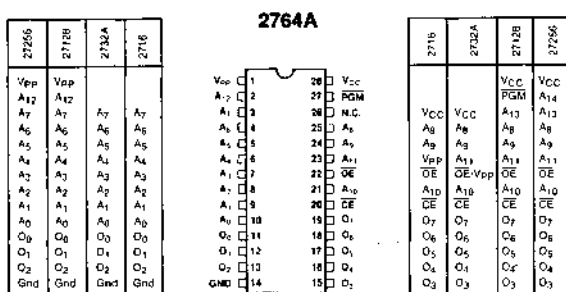 2764A
27256 27128 2732A 2716
VPP VPP
A12 A12
A7 A7 A7 A7
A6 A6 A6 A6
A5 A5 A5 A5
A4 A4 A4 A4
A3 A3 A3 A3
A2 A2 A2 A2
A1 A1 A1 A1
A0 A0 A0 A0
O0 O0 O0 O0
O1 O1 O1 O1
O2 O2 O2 O2
Gnd Gnd Gnd Gnd
VPP 1 28 VCC
A12 2 27 PGM
3 26 N.C.
A6 4 25 A8
A5 5 24 A9
A4 6 23 A11
7 22 OE
8 21 A10
A1 9 20 CE
A0 10 19
O0 11 18 O6
O1 12 17 O5
O2 13 16 O4
GND 14 15 O3
2716 2732A 27128 27256
VCC VCC
PGM A14
VCC VCC A13 A13
A8 A8 A8 A8
A9 A9 A9 A9
VPP A11 A11 A11
OE OE·VPP OE OE
A10 A10 A10 A10
CE CE CE CE
O7 O7 O7 O7
O6 O6 O6 O6
O5 O5 O5 O5
O4 O4 O4 O4
O3 O3 O3 O3